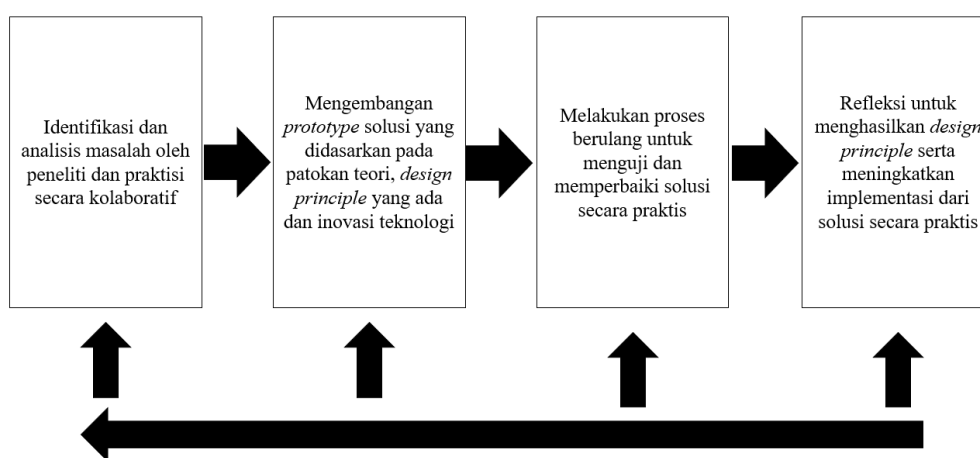 Identifikasi dan
analisis masalah oleh
peneliti dan praktisi
secara kolaboratif
Mengembangan
prototype solusi yang
didasarkan pada
patokan teori, design
principle yang ada
dan inovasi teknologi
Melakukan proses
berulang untuk
menguji dan
memperbaiki solusi
secara praktis
Refleksi untuk
menghasilkan design
principle serta
meningkatkan
implementasi dari
solusi secara praktis